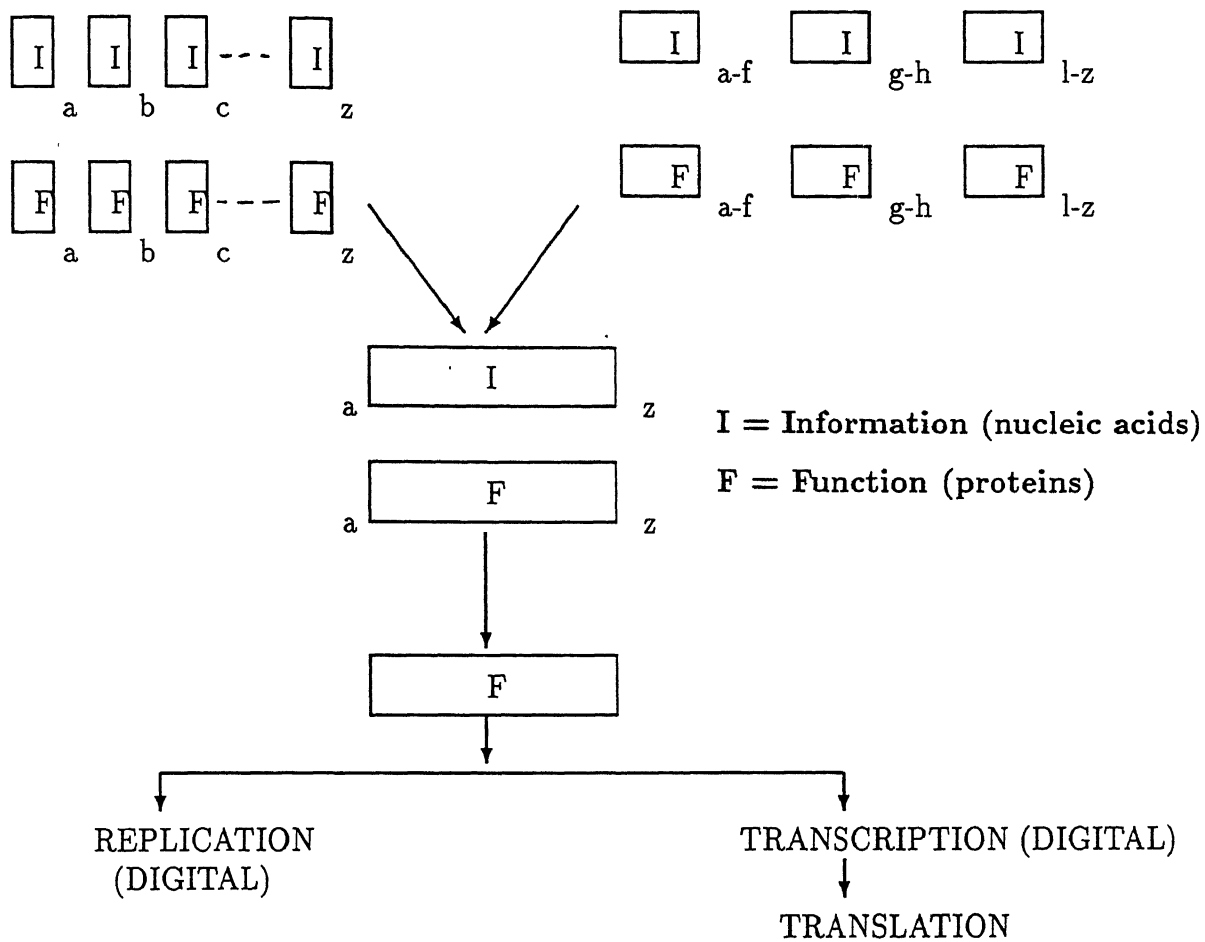 I I I --- I
a b c z
F F F ---- F
a b c z
I I I
a-f g-h l-z
F F F
a-f g-h l-z
I
a z
F
a z
I = Information (nucleic acids)
F = Function (proteins)
F
REPLICATION
(DIGITAL)
TRANSCRIPTION (DIGITAL)
TRANSLATION